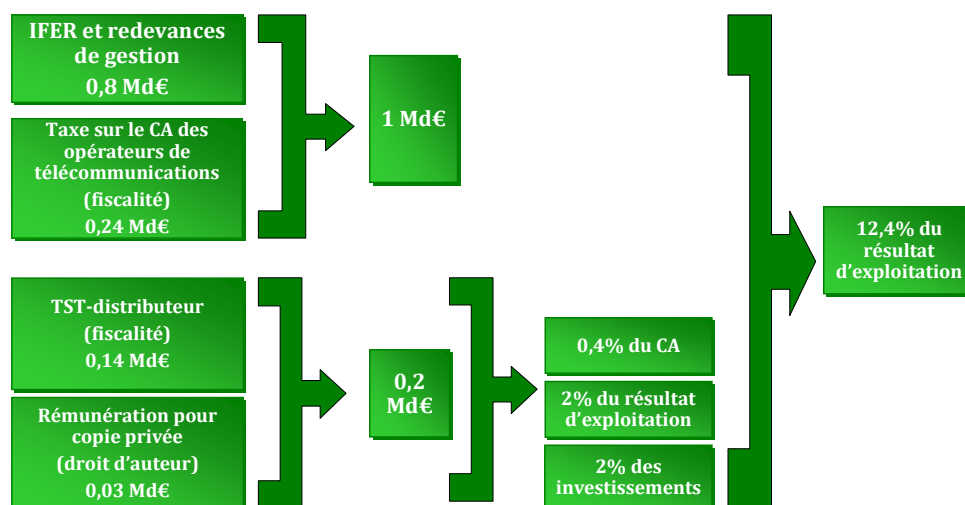 IFER et redevances
de gestion
0,8 Md€
Taxe sur le CA des
opérateurs de
télécommunications
(fiscalité)
0,24 Md€
1 Md€
TST-distributeur
(fiscalité)
0,14 Md€
Rémunération pour
copie privée
(droit d’auteur)
0,03 Md€
0,2
Md€
0,4% du CA
2% du résultat
d’exploitation
2% des
investissements
12,4% du
résultat
d’exploitation